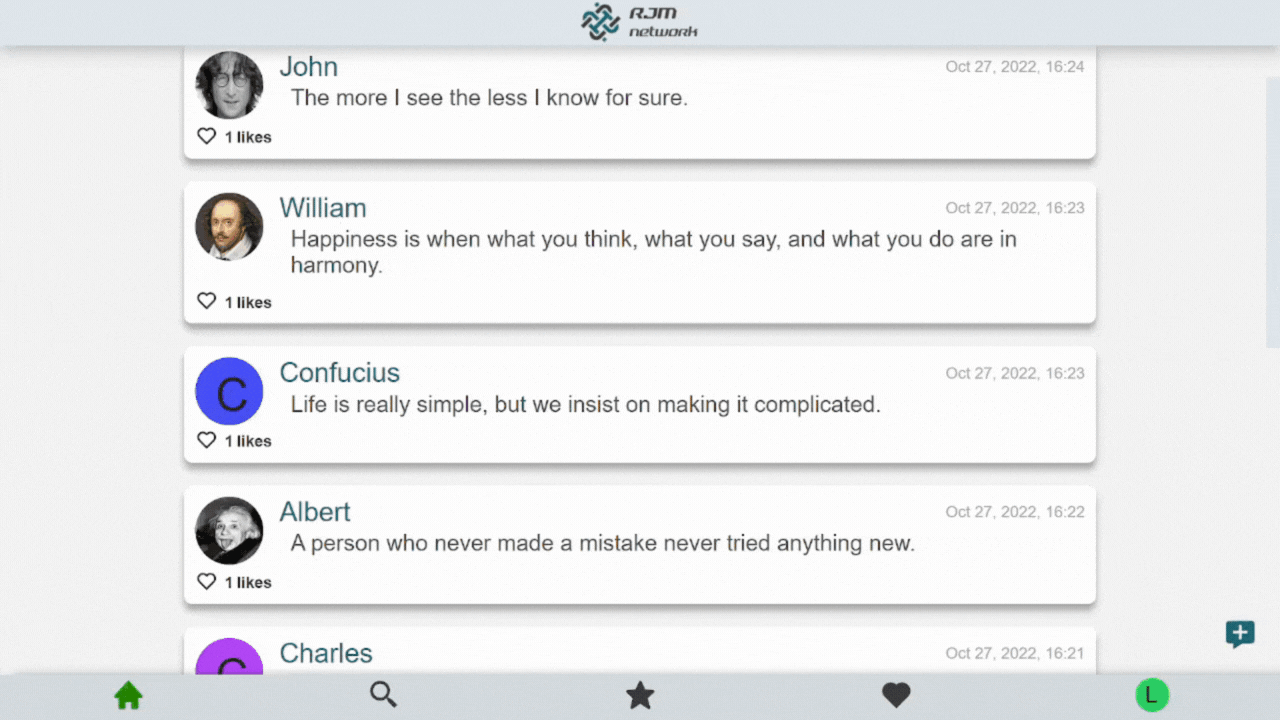 RJM
network
John
Oct 27, 2022, 16:24
The more I see the less I know for sure.
1 likes
William
Oct 27, 2022, 16:23
Happiness is when what you think, what you say, and what you do are in
harmony.
1 likes
C
Confucius
Oct 27, 2022, 16:23
Life is really simple, but we insist on making it complicated.
1 likes
Albert
Oct 27, 2022, 16:22
A person who never made a mistake never tried anything new.
1 likes
C
Charles
Oct 27, 2022, 16:21
L